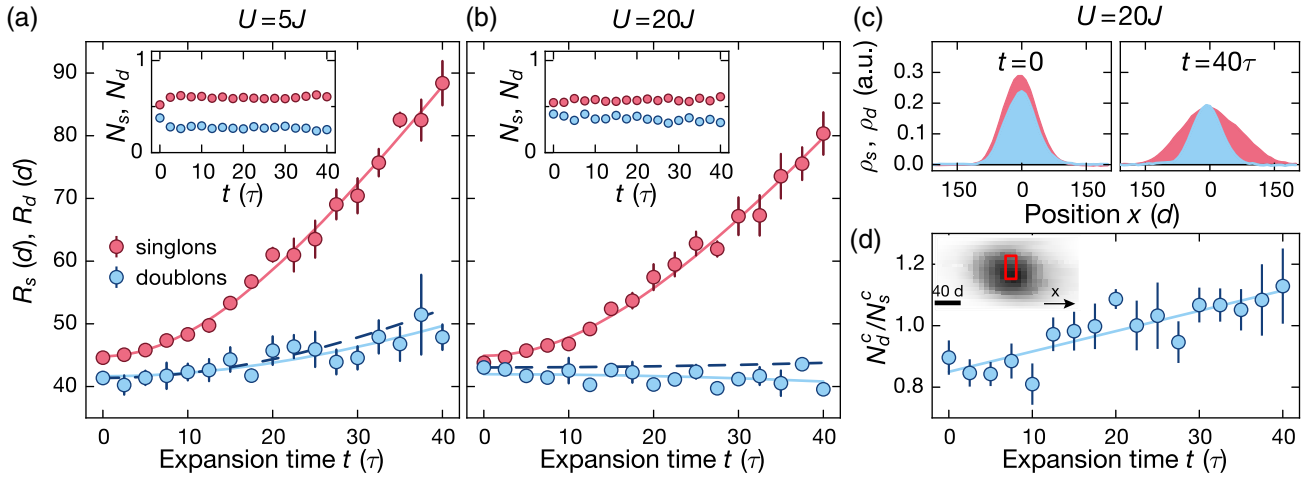 (a)
U=5J
R_s (d), R_d (d)
90
80
70
60
50
40
N_s, N_d
1
0
0 10 20 30 40
t (τ)
singlons
doublons
0 10 20 30 40
Expansion time t (τ)
(b)
U=20J
N_s, N_d
1
0
0 10 20 30 40
t (τ)
0 10 20 30 40
Expansion time t (τ)
(c)
U=20J
ρ_s, ρ_d (a.u.)
0.3
0.2
0.1
0.0
t=0
t=40τ
150 0 150
150 0 150
Position x (d)
(d)
N_d^c/N_s^c
1.2
1.0
0.8
40 d
x
0 10 20 30 40
Expansion time t (τ)